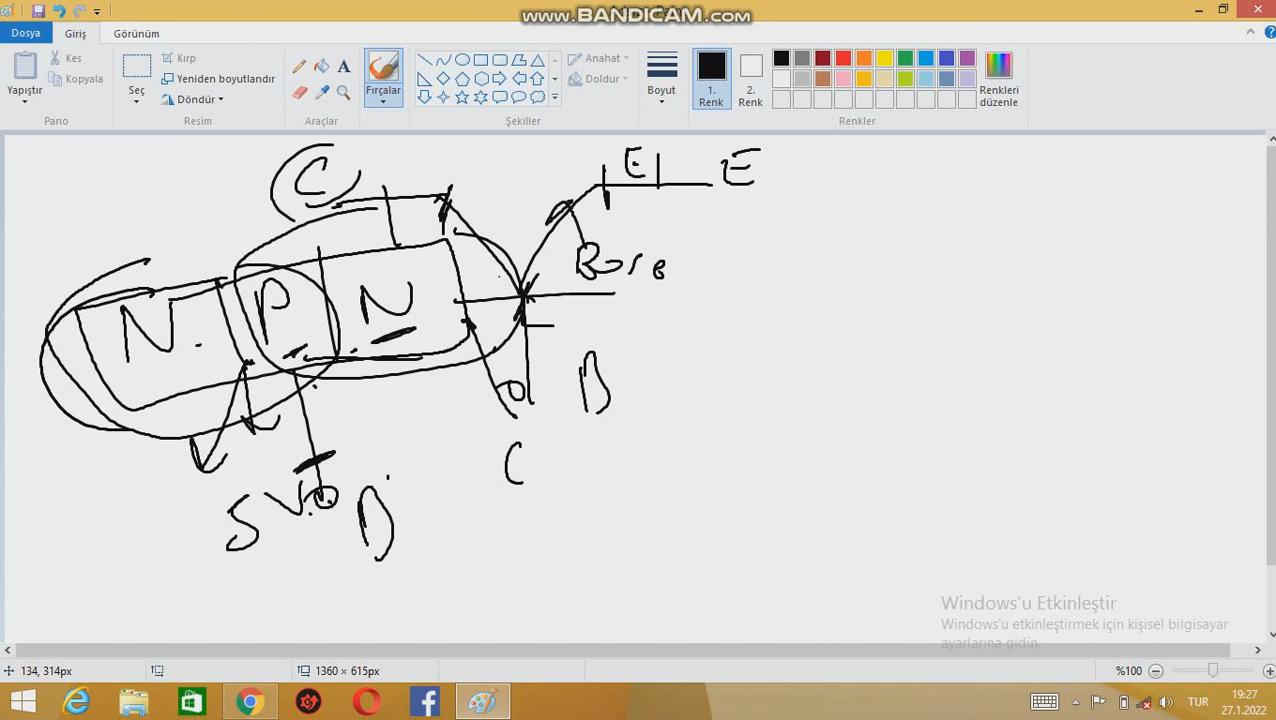 www.BANDICAM.com
Dosya Giriş Görünüm
Yapıştır
Kes
Kopyala
Pano
Seç
Kırp
Yeniden boyutlandır
Döndür
Resim
Araçlar
Fırçalar
Şekiller
Anahat
Doldur
Boyut
1. Renk
2. Renk
Renkler
Renkleri düzenle
C
E E
N P N
B
C
5V
Windows'u Etkinleştir
Windows'u etkinleştirmek için kişisel bilgisayar
ayarlarına gidin.
134, 314px
1360 × 615px
%100
TUR
19:27
27.1.2022